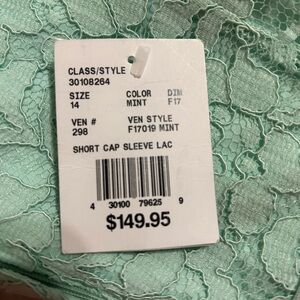 CLASS/STYLE
30108264
SIZE COLOR DIM
14 MINT F17
VEN # VEN STYLE
298 F17019 MINT
SHORT CAP SLEEVE LAC
4 30100 79625 9
$149.95